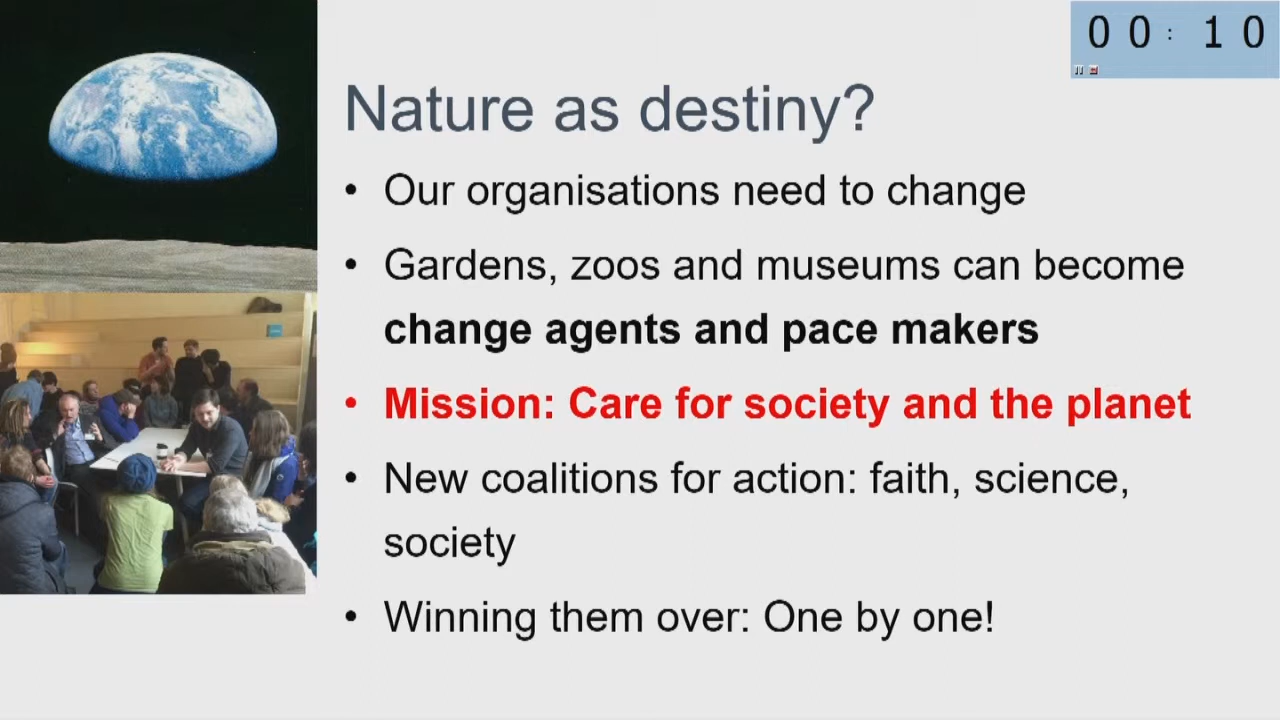 00:10
Nature as destiny?
• Our organisations need to change
• Gardens, zoos and museums can become
change agents and pace makers
• Mission: Care for society and the planet
• New coalitions for action: faith, science,
society
• Winning them over: One by one!